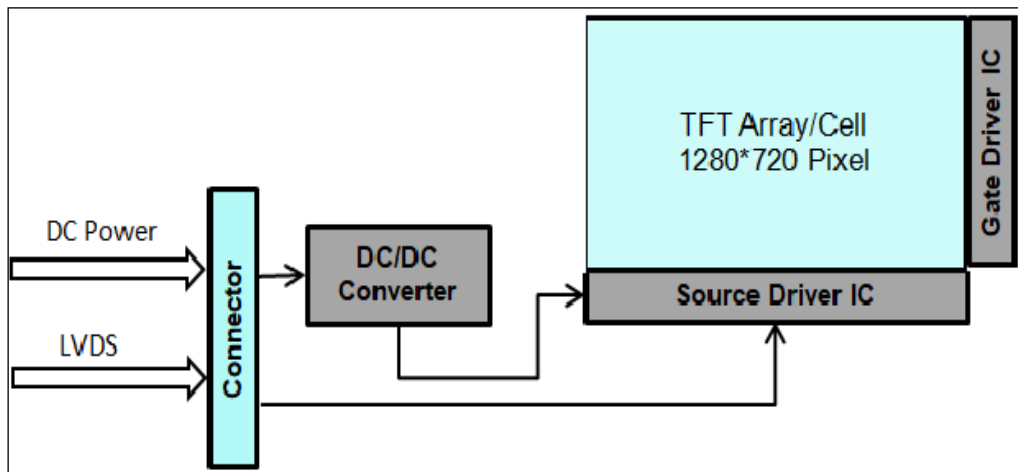 TFT Array/Cell
1280*720 Pixel
Gate Driver IC
DC Power
DC/DC
Converter
Source Driver IC
LVDS
Connector